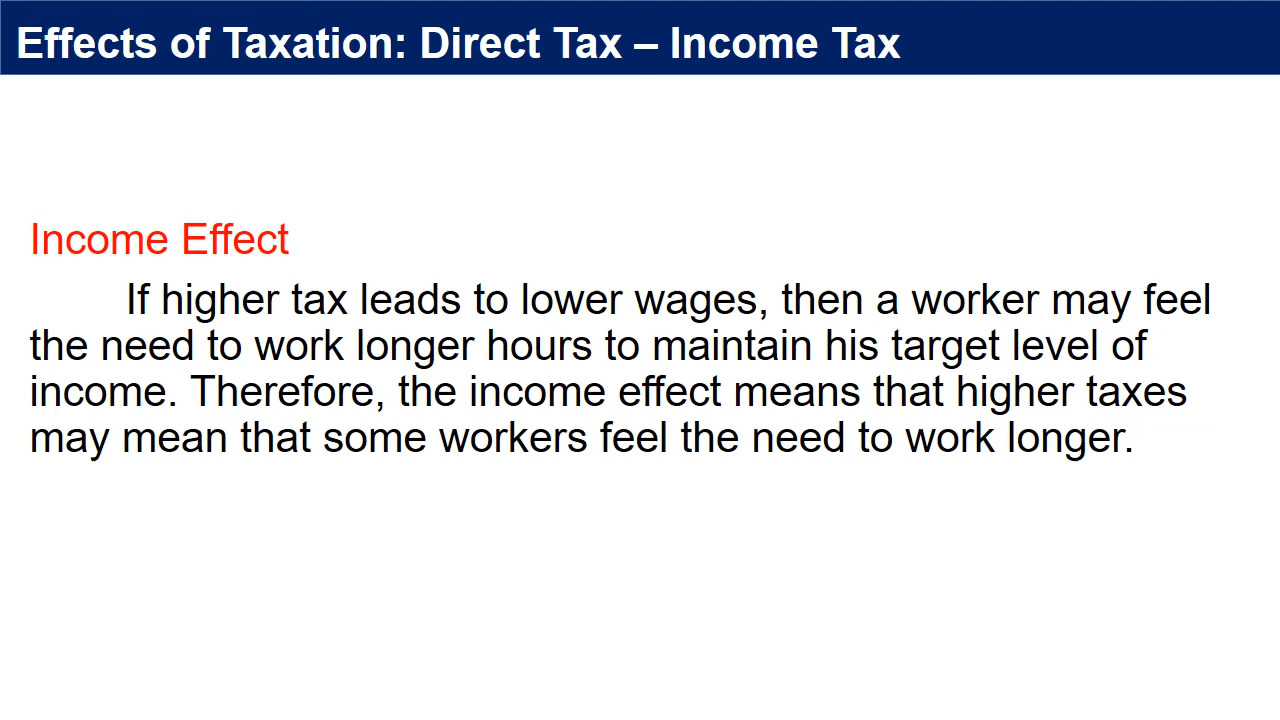 Effects of Taxation: Direct Tax – Income Tax
Income Effect
If higher tax leads to lower wages, then a worker may feel
the need to work longer hours to maintain his target level of
income. Therefore, the income effect means that higher taxes
may mean that some workers feel the need to work longer.